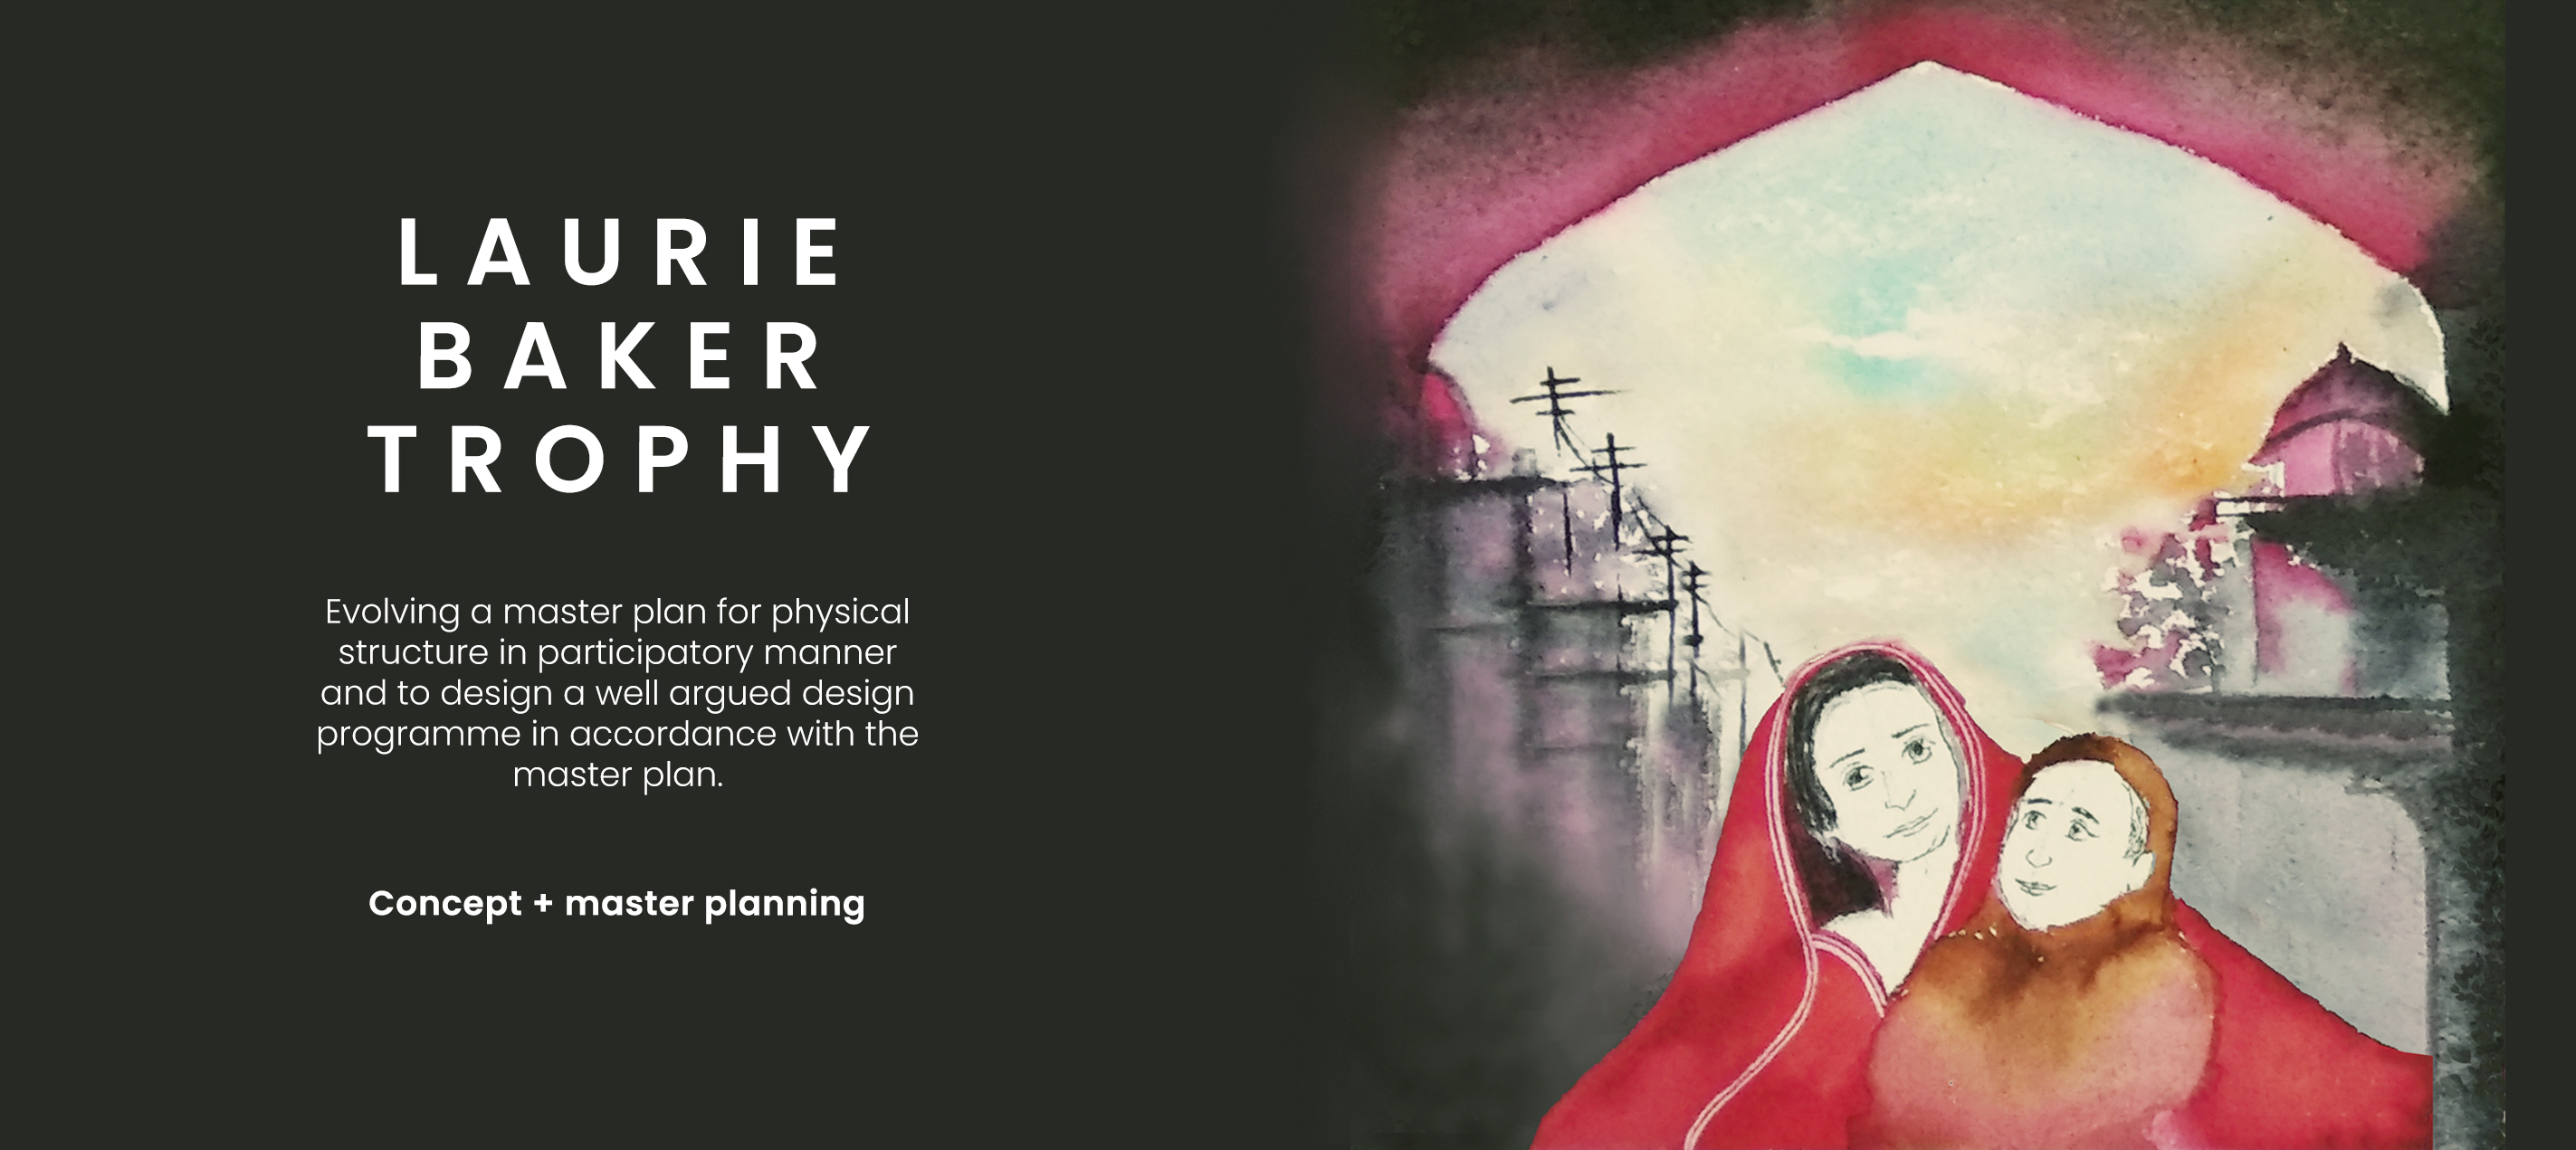 LAURIE
BAKER
TROPHY
Evolving a master plan for physical
structure in participatory manner
and to design a well argued design
programme in accordance with the
master plan.
Concept + master planning